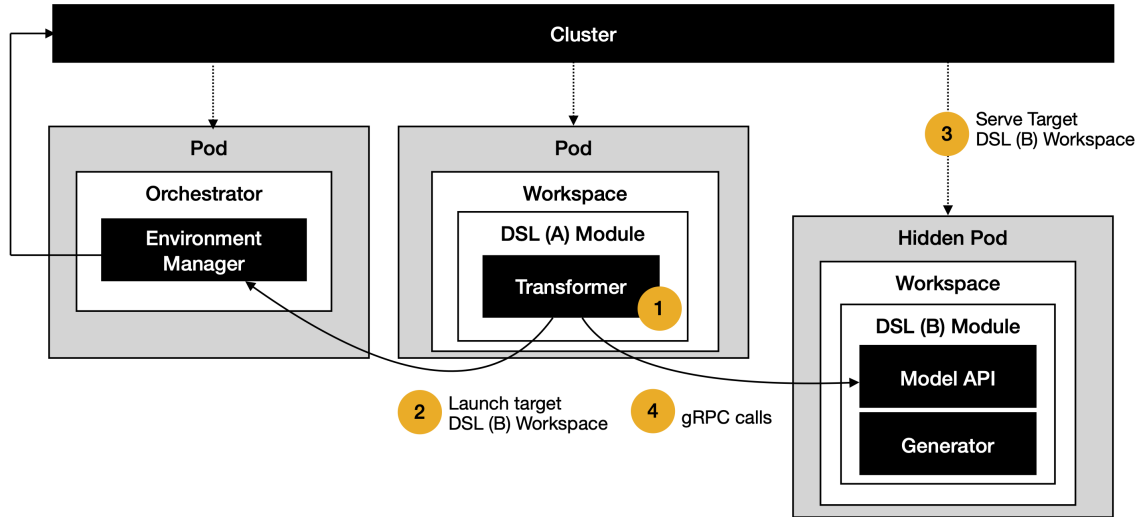 Cluster
Pod
Orchestrator
Environment
Manager
Pod
Workspace
DSL (A) Module
Transformer
1
2
Launch target
DSL (B) Workspace
4
gRPC calls
3
Serve Target
DSL (B) Workspace
Hidden Pod
Workspace
DSL (B) Module
Model API
Generator